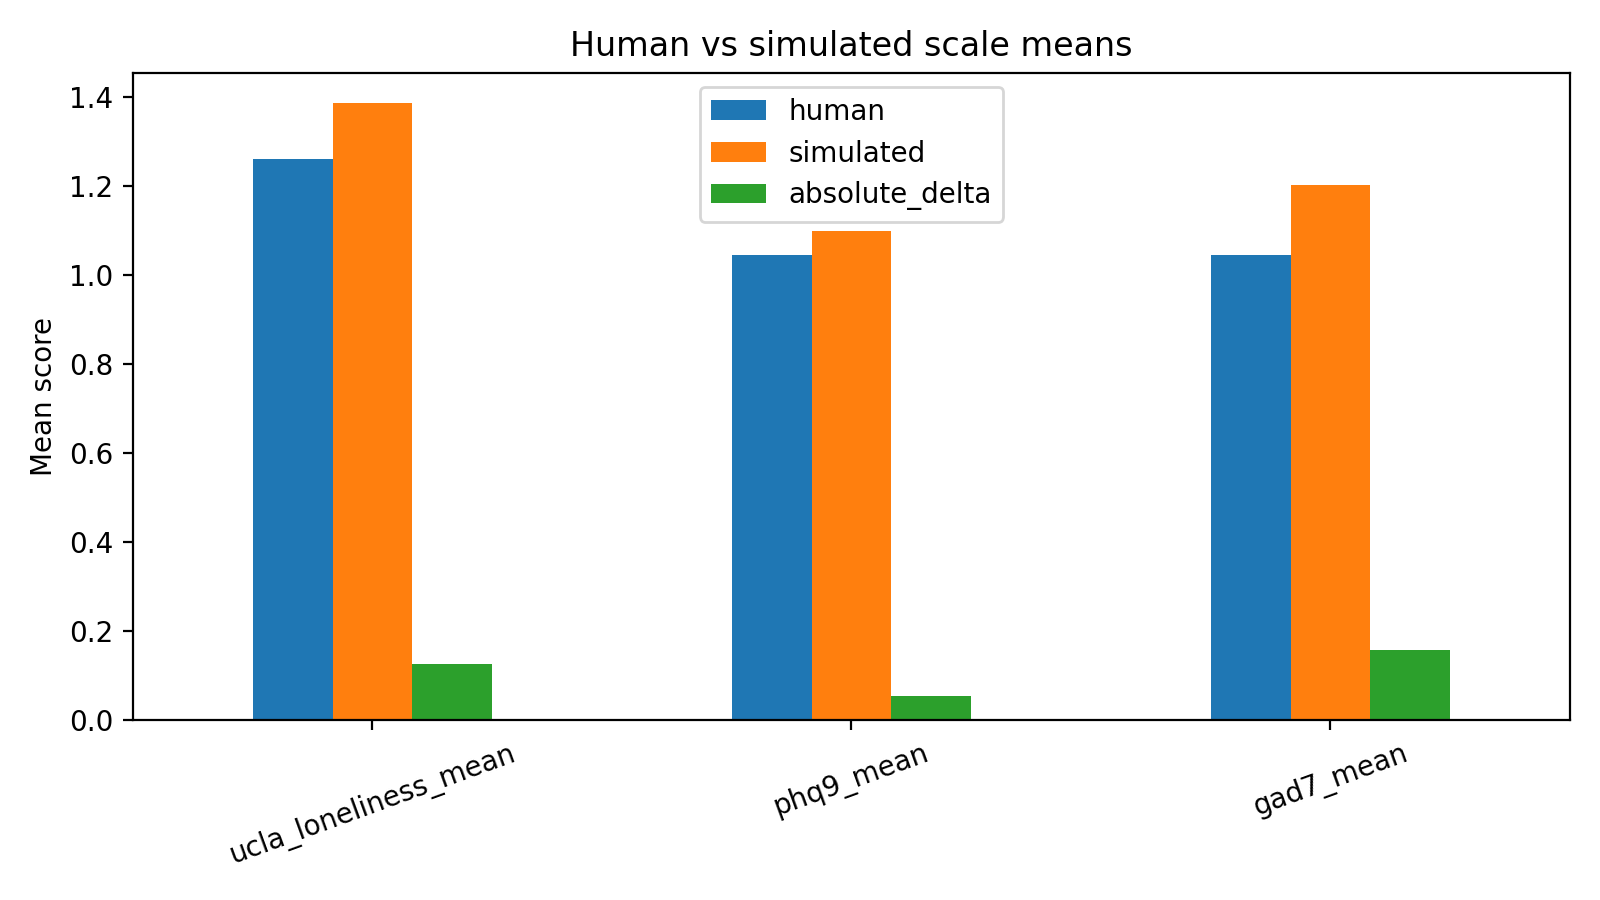 Human vs simulated scale means
human
simulated
absolute_delta
Mean score
1.4
1.2
1.0
0.8
0.6
0.4
0.2
0.0
ucla_loneliness_mean
phq9_mean
gad7_mean